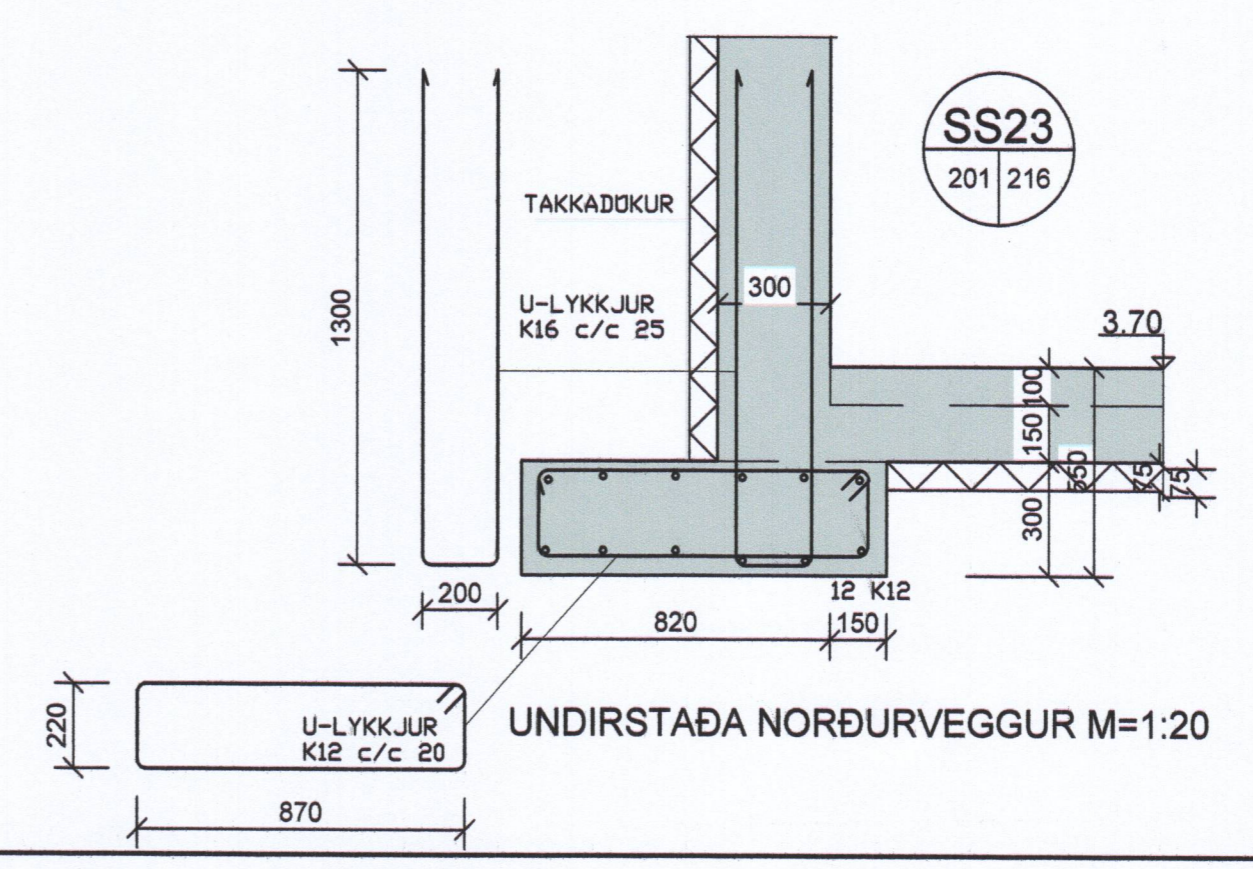 SS23
201 216
TAKKADÚKUR
1300
300
U-LYKKJUR
K16 c/c 25
3.70
100
150
550
75
75
300
200
12 K12
820
150
220
U-LYKKJUR
K12 c/c 20
UNDIRSTAÐA NORÐURVEGGUR M=1:20
870